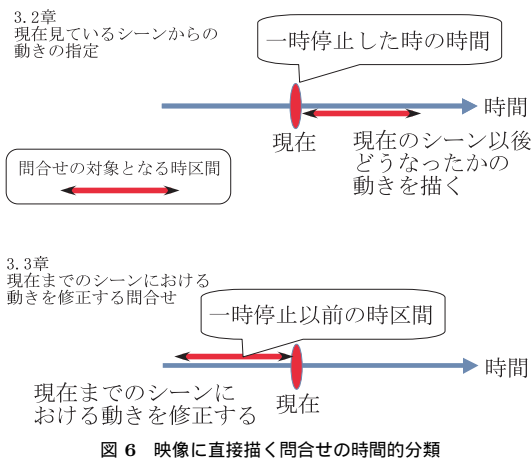 3.2章
現在見ているシーンからの
動きの指定
一時停止した時の時間
時間
現在
現在のシーン以後
どうなったかの
動きを描く
問合せの対象となる時区間
3.3章
現在までのシーンにおける
動きを修正する問合せ
一時停止以前の時区間
時間
現在
現在までのシーンに
おける動きを修正する
図 6 映像に直接描く問合せの時間的分類